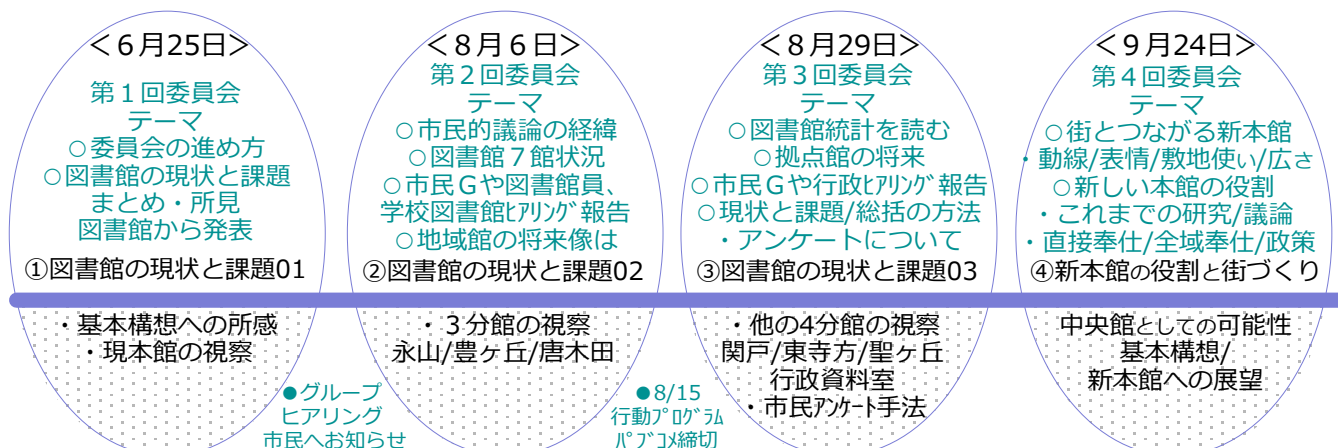 ＜６月25日＞
第１回委員会
テーマ
○委員会の進め方
○図書館の現状と課題
まとめ・所見
図書館から発表
①図書館の現状と課題01
・基本構想への所感
・現本館の視察
●グループ
ヒアリング
市民へお知らせ
＜８月６日＞
第２回委員会
テーマ
○市民的議論の経緯
○図書館７館状況
○市民Ｇや図書館員、
学校図書館ﾋｱﾘﾝｸﾞ報告
○地域館の将来像は
②図書館の現状と課題02
・３分館の視察
永山/豊ヶ丘/唐木田
●8/15
行動ﾌﾟﾛｸﾞﾗﾑ
ﾊﾟﾌﾞｺﾒ締切
＜８月29日＞
第３回委員会
テーマ
○図書館統計を読む
○拠点館の将来
○市民Ｇや行政ﾋｱﾘﾝｸﾞ報告
○現状と課題/総括の方法
・アンケートについて
③図書館の現状と課題03
・他の4分館の視察
関戸/東寺方/聖ヶ丘
行政資料室
・市民ｱﾝｹｰﾄ手法
＜９月24日＞
第４回委員会
テーマ
○街とつながる新本館
・動線/表情/敷地使い/広さ
○新しい本館の役割
・これまでの研究/議論
・直接奉仕/全域奉仕/政策
④新本館の役割と街づくり
中央館としての可能性
基本構想/
新本館への展望